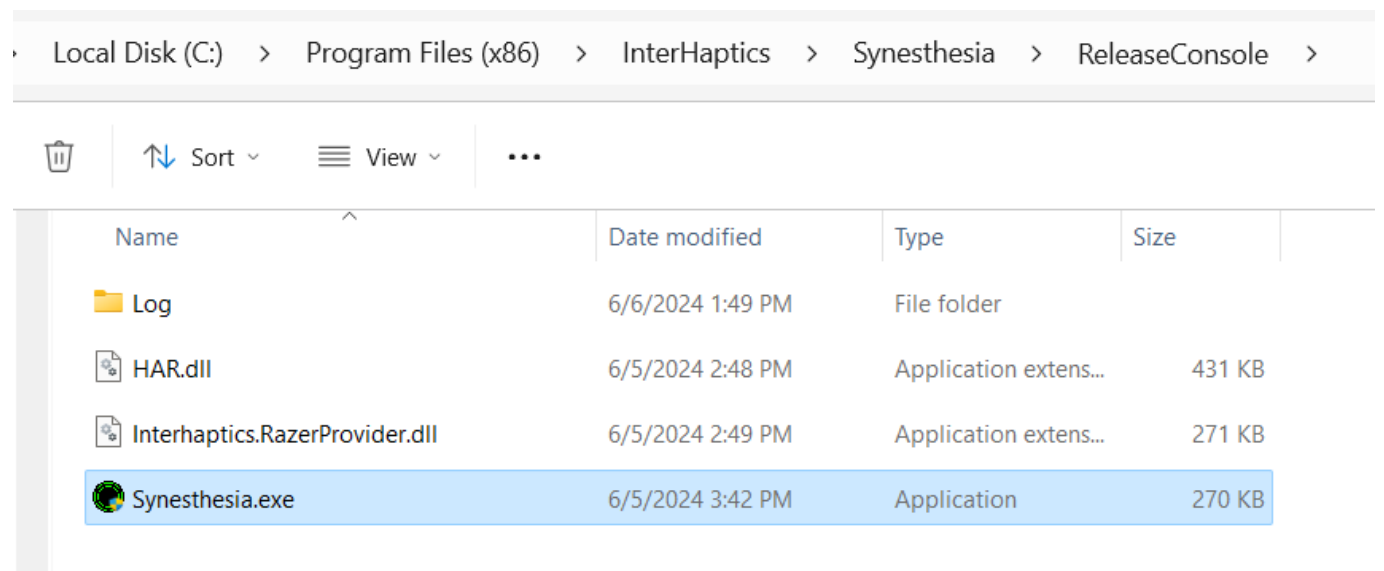 Local Disk (C:) > Program Files (x86) > InterHaptics > Synesthesia > ReleaseConsole >
Sort View ...
Name Date modified Type Size
Log 6/6/2024 1:49 PM File folder
HAR.dll 6/5/2024 2:48 PM Application extens... 431 KB
Interhaptics.RazerProvider.dll 6/5/2024 2:49 PM Application extens... 271 KB
Synesthesia.exe 6/5/2024 3:42 PM Application 270 KB